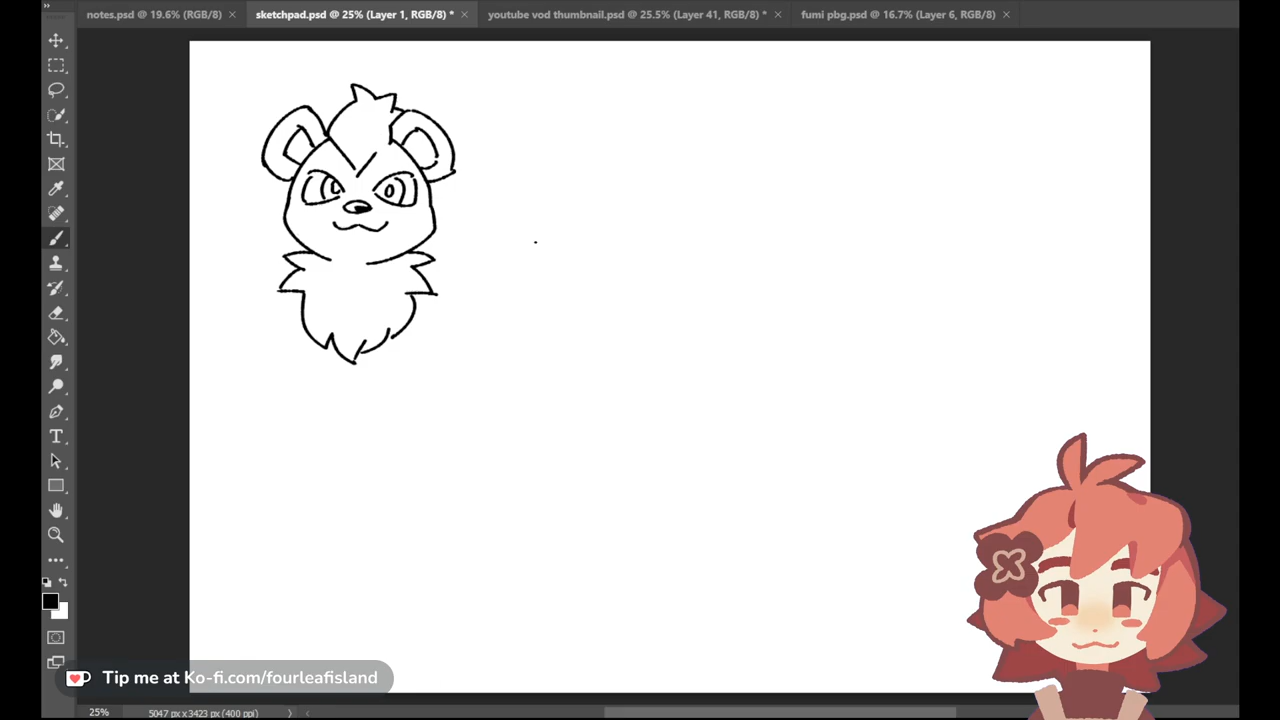 notes.psd @ 19.6% (RGB/8)
sketchpad.psd @ 25% (Layer 1, RGB/8) *
youtube vod thumbnail.psd @ 25.5% (Layer 41, RGB/8) *
fumi pbg.psd @ 16.7% (Layer 6, RGB/8)
Tip me at Ko-fi.com/fourleafisland
25%
5047 px x 3423 px (400 ppi)